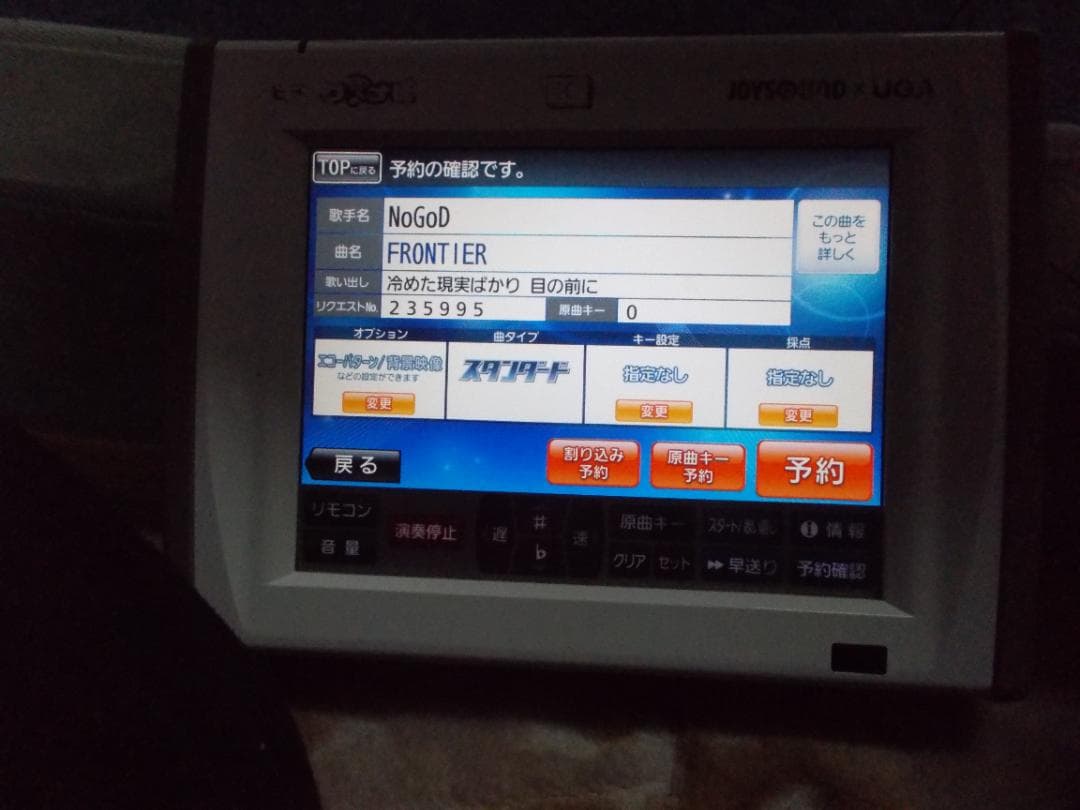 JOYSOUND × UGA
TOPに戻る 予約の確認です。
歌手名 NoGoD
曲名 FRONTIER
歌い出し 冷めた現実ばかり 目の前に
リクエストNo. 235995 原曲キー 0
この曲を
もっと
詳しく
オプション 曲タイプ キー設定 採点
エコーパターン/背景映像
などの設定ができます
変更
スタンダード
指定なし
変更
指定なし
変更
戻る
割り込み
予約
原曲キー
予約
予約
リモコン
音量
演奏停止
遅
♯
♭
速
原曲キー
クリア セット
早送り
情報
予約確認